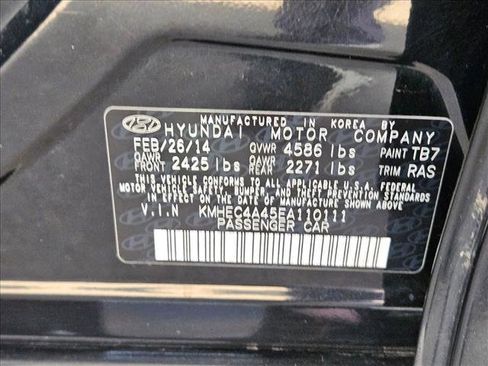 MANUFACTURED IN KOREA BY
HYUNDAI MOTOR COMPANY
FEB/26/14 GVWR 4586 lbs PAINT TB7
GAWR FRONT 2425 lbs GAWR REAR 2271 lbs TRIM RAS
THIS VEHICLE CONFORMS TO ALL APPLICABLE U.S.A. FEDERAL
MOTOR VEHICLE SAFETY, BUMPER, AND THEFT PREVENTION STANDARDS
IN EFFECT ON THE DATE OF MANUFACTURE SHOWN ABOVE.
V.I.N KMHEC4A45EA110111
PASSENGER CAR